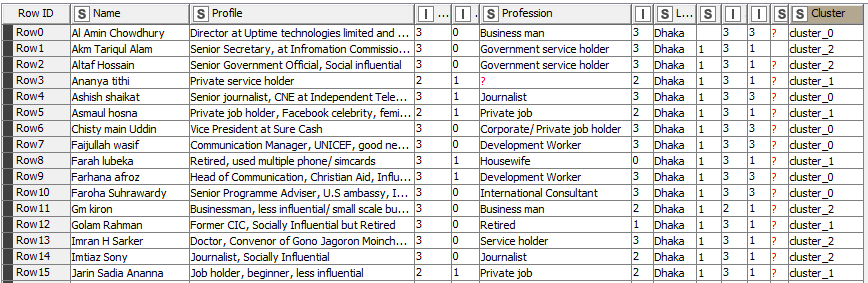 Row ID S Name S Profile I ... I . S Profession I S L... S I I S S Cluster
Row0 Al Amin Chowdhury Director at Uptime technologies limited and ... 3 0 Business man 3 Dhaka 3 3 ? cluster_0
Row1 Akm Tariqul Alam Senior Secretary, at Infromation Commissio... 3 0 Government service holder 3 Dhaka 1 3 1 cluster_2
Row2 Altaf Hossain Senior Government Official, Social influential 3 0 Government service holder 3 Dhaka 1 3 1 ? cluster_2
Row3 Ananya tithi Private service holder 2 1 ? 2 Dhaka 1 3 1 ? cluster_1
Row4 Ashish shaikat Senior journalist, CNE at Independent Tele... 3 1 Journalist 3 Dhaka 1 3 3 ? cluster_0
Row5 Asmaul hosna Private job holder, Facebook celebrity, femi... 2 1 Private job 2 Dhaka 1 3 1 ? cluster_1
Row6 Chisty main Uddin Vice President at Sure Cash 3 0 Corporate/ Private job holder 3 Dhaka 1 3 3 ? cluster_0
Row7 Faijullah wasif Communication Manager, UNICEF, good ne... 3 0 Development Worker 3 Dhaka 1 3 3 ? cluster_0
Row8 Farah lubeka Retired, used multiple phone/ simcards 3 1 Housewife 0 Dhaka 1 3 1 ? cluster_1
Row9 Farhana afroz Head of Communication, Christian Aid, Influ... 3 1 Development Worker 3 Dhaka 1 3 3 ? cluster_0
Row10 Faroha Suhrawardy Senior Programme Adviser, U.S ambassy, I... 3 0 International Consultant 3 Dhaka 1 3 3 ? cluster_0
Row11 Gm kiron Businessman, less influential/ small scale bu... 3 0 Business man 2 Dhaka 1 2 1 ? cluster_2
Row12 Golam Rahman Former CIC, Socially Influential but Retired 3 0 Retired 1 Dhaka 1 3 1 ? cluster_1
Row13 Imran H Sarker Doctor, Convenor of Gono Jagoron Moinch... 3 0 Service holder 3 Dhaka 1 3 1 ? cluster_2
Row14 Imtiaz Sony Journalist, Socially Influential 3 0 Journalist 2 Dhaka 1 3 1 ? cluster_2
Row15 Jarin Sadia Ananna Job holder, beginner, less influential 2 1 Private job 2 Dhaka 1 3 1 ? cluster_1